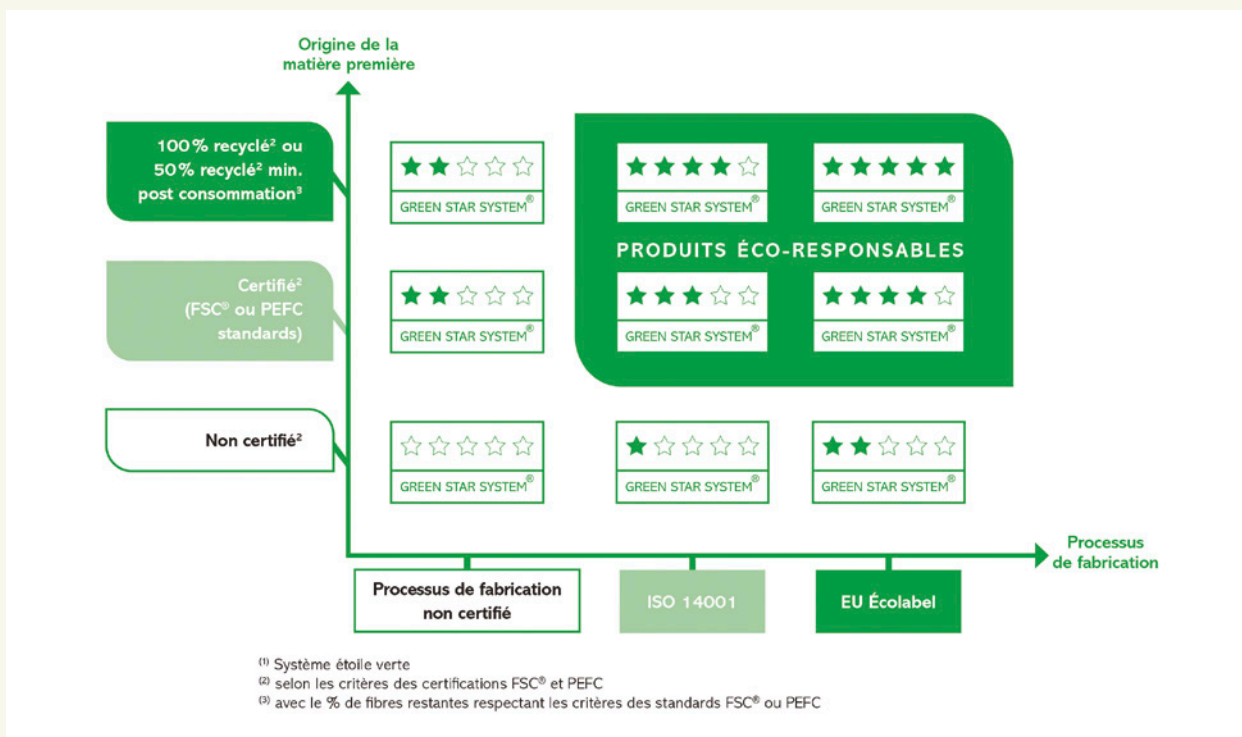 Origine de la
matière première
100% recyclé² ou
50% recyclé² min.
post consommation³
GREEN STAR SYSTEM®
GREEN STAR SYSTEM®
GREEN STAR SYSTEM®
PRODUITS ÉCO-RESPONSABLES
Certifié²
(FSC® ou PEFC
standards)
GREEN STAR SYSTEM®
GREEN STAR SYSTEM®
GREEN STAR SYSTEM®
Non certifié²
GREEN STAR SYSTEM®
GREEN STAR SYSTEM®
GREEN STAR SYSTEM®
Processus
de fabrication
Processus de fabrication
non certifié
ISO 14001
EU Écolabel
(1) Système étoile verte
(2) selon les critères des certifications FSC® et PEFC
(3) avec le % de fibres restantes respectant les critères des standards FSC® ou PEFC